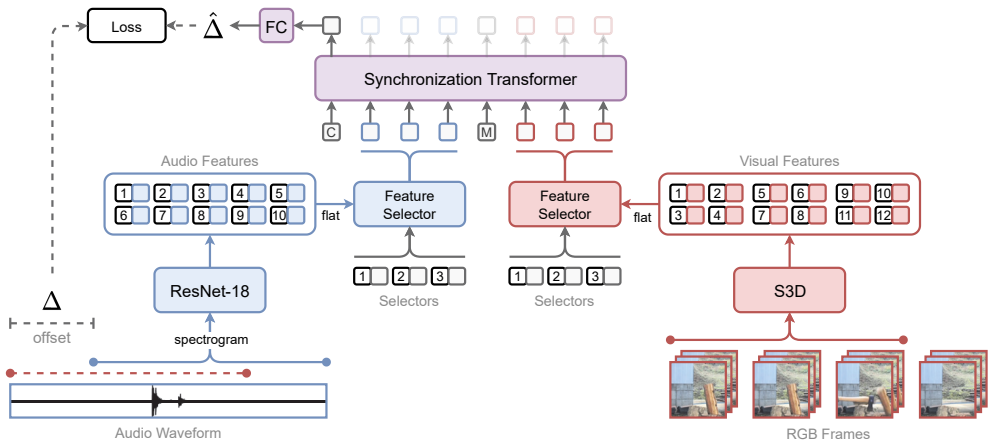 Loss
Δ̂
FC
Synchronization Transformer
C
M
Audio Features
Visual Features
1 2 3 4 5
6 7 8 9 10
flat
Feature
Selector
Feature
Selector
flat
1 2 5 6 9 10
3 4 7 8 11 12
1 2 3
Selectors
1 2 3
Selectors
ResNet-18
S3D
Δ
offset
spectrogram
Audio Waveform
RGB Frames